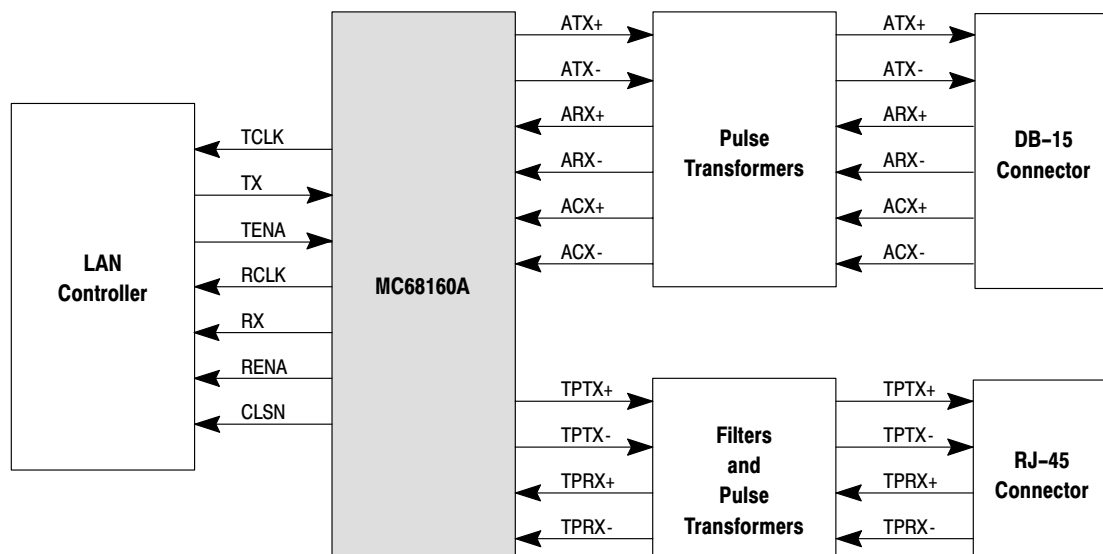 LAN
Controller
TCLK
TX
TENA
RCLK
RX
RENA
CLSN
MC68160A
ATX+
ATX-
ARX+
ARX-
ACX+
ACX-
Pulse
Transformers
ATX+
ATX-
ARX+
ARX-
ACX+
ACX-
DB–15
Connector
TPTX+
TPTX-
TPRX+
TPRX-
Filters
and
Pulse
Transformers
TPTX+
TPTX-
TPRX+
TPRX-
RJ–45
Connector